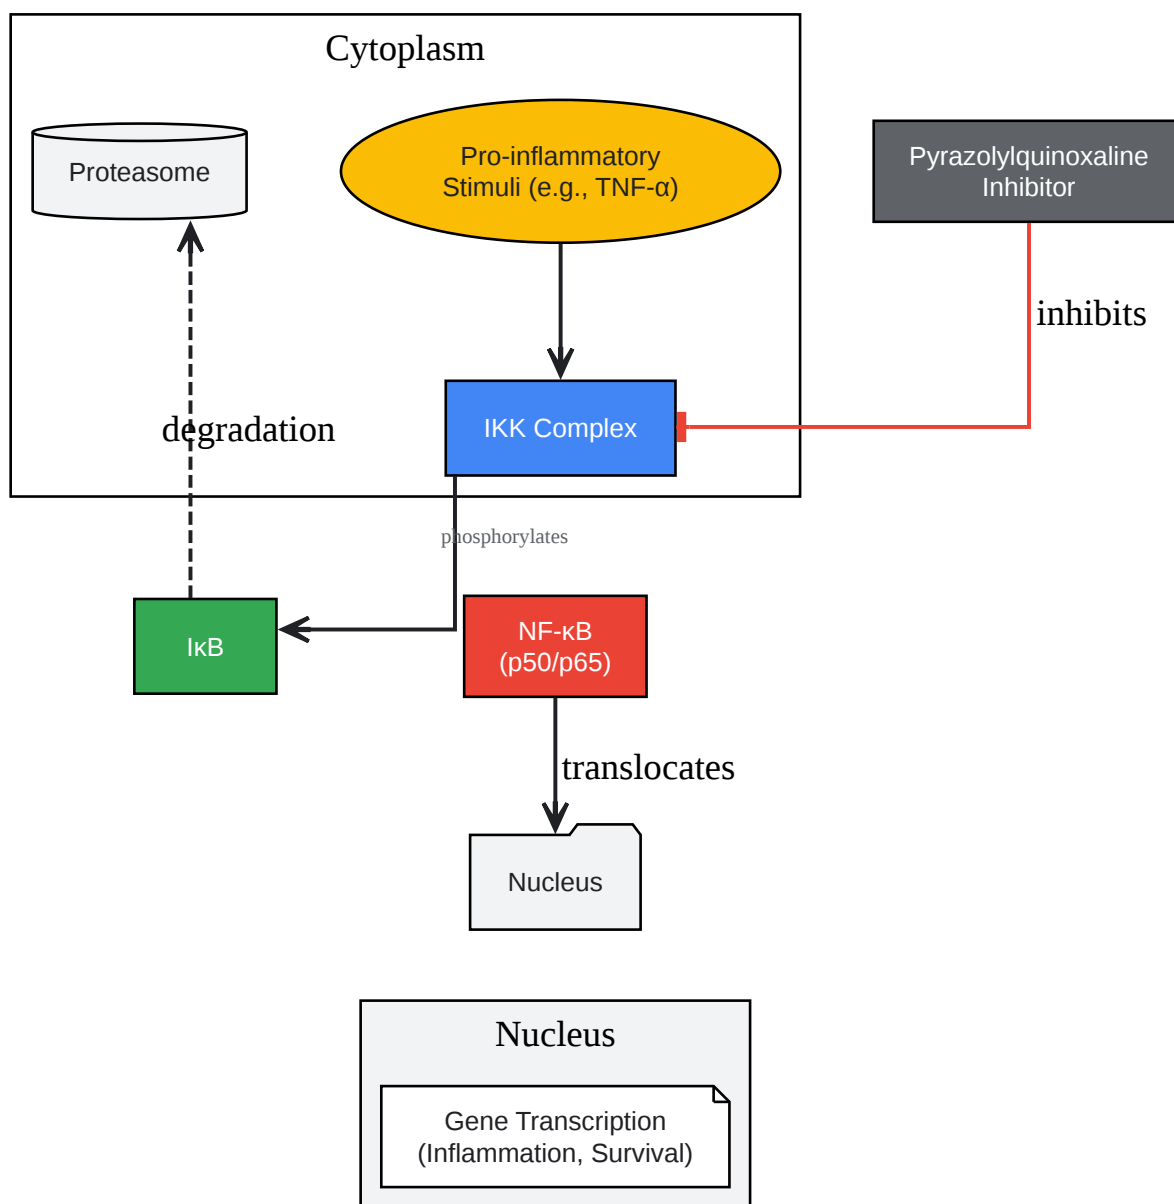 Cytoplasm
Proteasome
Pro-inflammatory
Stimuli (e.g., TNF-α)
Pyrazolylquinoxaline
Inhibitor
inhibits
degradation
IKK Complex
phosphorylates
IκB
NF-κB
(p50/p65)
translocates
Nucleus
Nucleus
Gene Transcription
(Inflammation, Survival)